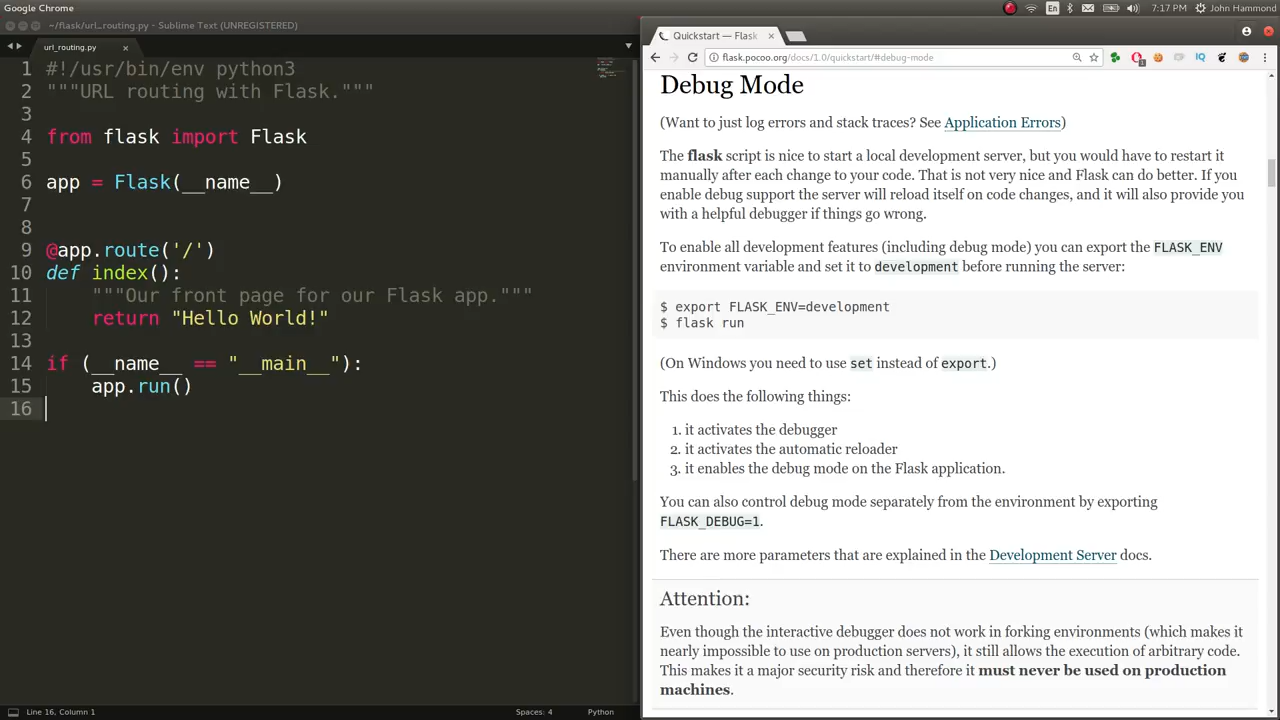 Google Chrome
En
7:17 PM
John Hammond
~/flask/url_routing.py - Sublime Text (UNREGISTERED)
url_routing.py
1 #!/usr/bin/env python3
2 """URL routing with Flask."""
3
4 from flask import Flask
5
6 app = Flask(__name__)
7
8
9 @app.route('/')
10 def index():
11 """Our front page for our Flask app."""
12 return "Hello World!"
13
14 if (__name__ == "__main__"):
15 app.run()
16
Line 16, Column 1
Spaces: 4
Python
Quickstart — Flask
flask.pocoo.org/docs/1.0/quickstart/#debug-mode
IQ
Debug Mode
(Want to just log errors and stack traces? See Application Errors)
The flask script is nice to start a local development server, but you would have to restart it
manually after each change to your code. That is not very nice and Flask can do better. If you
enable debug support the server will reload itself on code changes, and it will also provide you
with a helpful debugger if things go wrong.
To enable all development features (including debug mode) you can export the FLASK_ENV
environment variable and set it to development before running the server:
$ export FLASK_ENV=development
$ flask run
(On Windows you need to use set instead of export.)
This does the following things:
1. it activates the debugger
2. it activates the automatic reloader
3. it enables the debug mode on the Flask application.
You can also control debug mode separately from the environment by exporting
FLASK_DEBUG=1.
There are more parameters that are explained in the Development Server docs.
Attention:
Even though the interactive debugger does not work in forking environments (which makes it
nearly impossible to use on production servers), it still allows the execution of arbitrary code.
This makes it a major security risk and therefore it must never be used on production
machines.